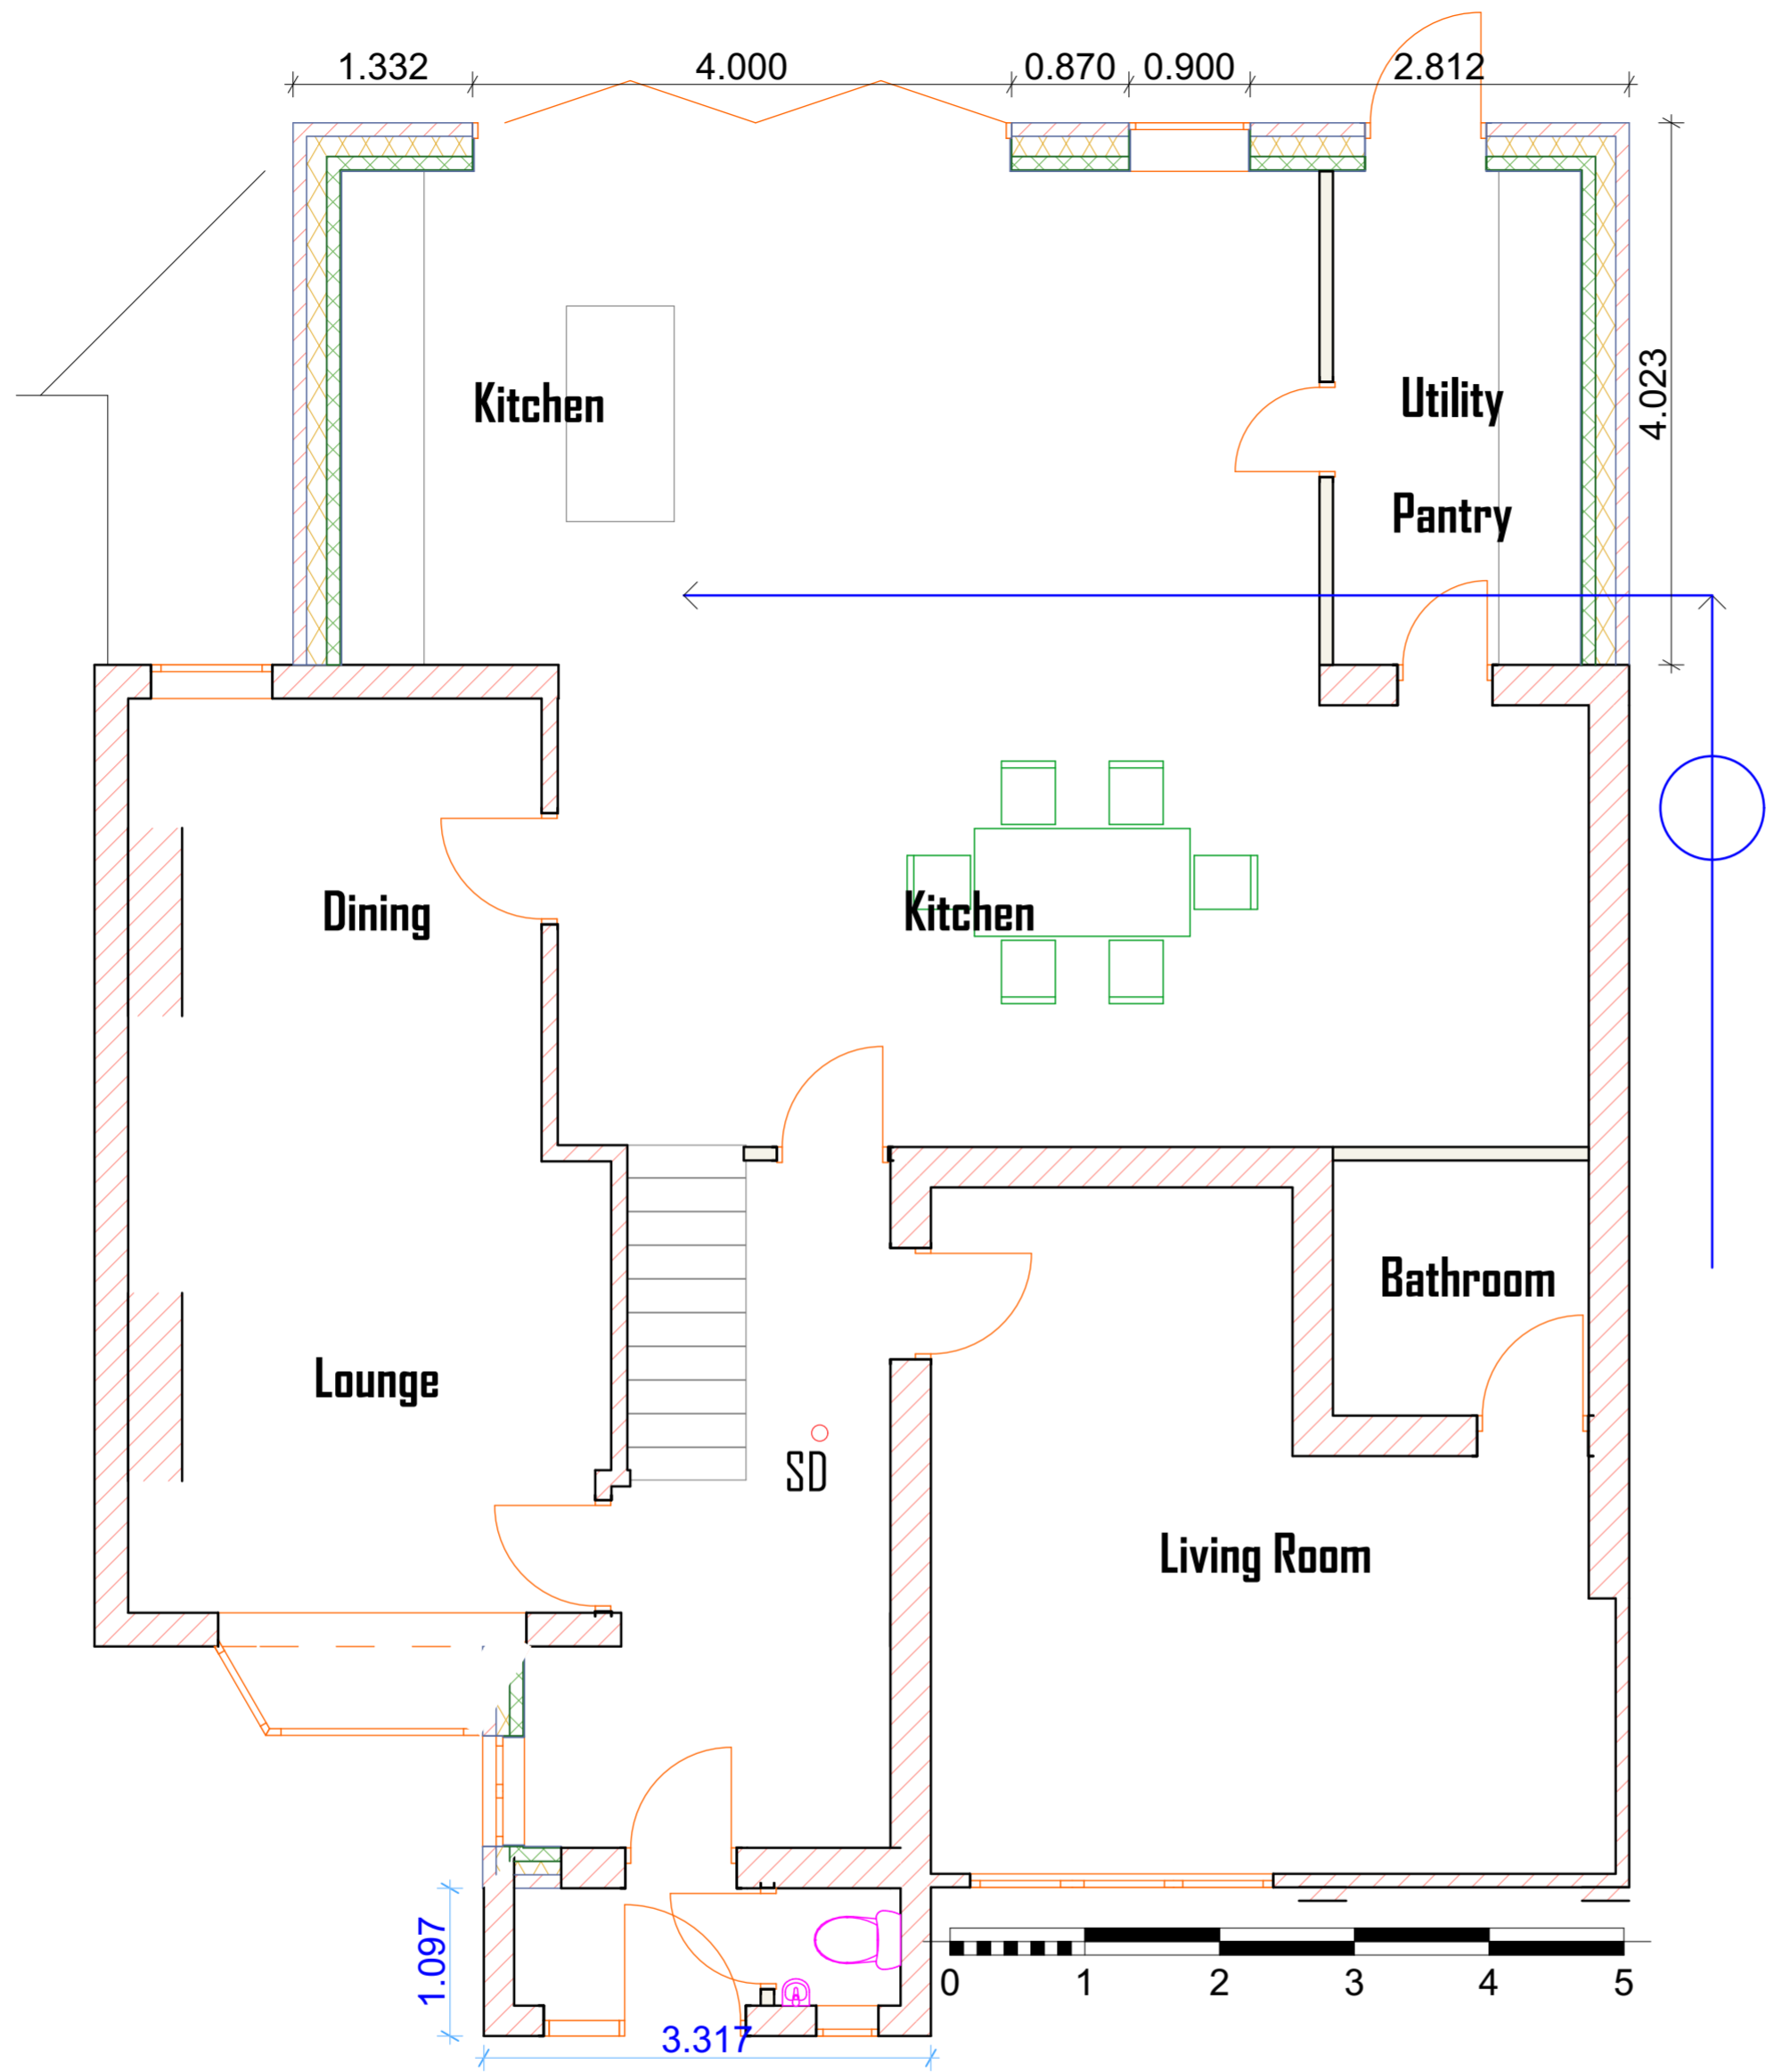 1.332 4.000 0.870 0.900 2.812
4.023
Kitchen
Utility
Pantry
Dining
Kitchen
Bathroom
Lounge
SD
Living Room
1.097
3.317
0 1 2 3 4 5